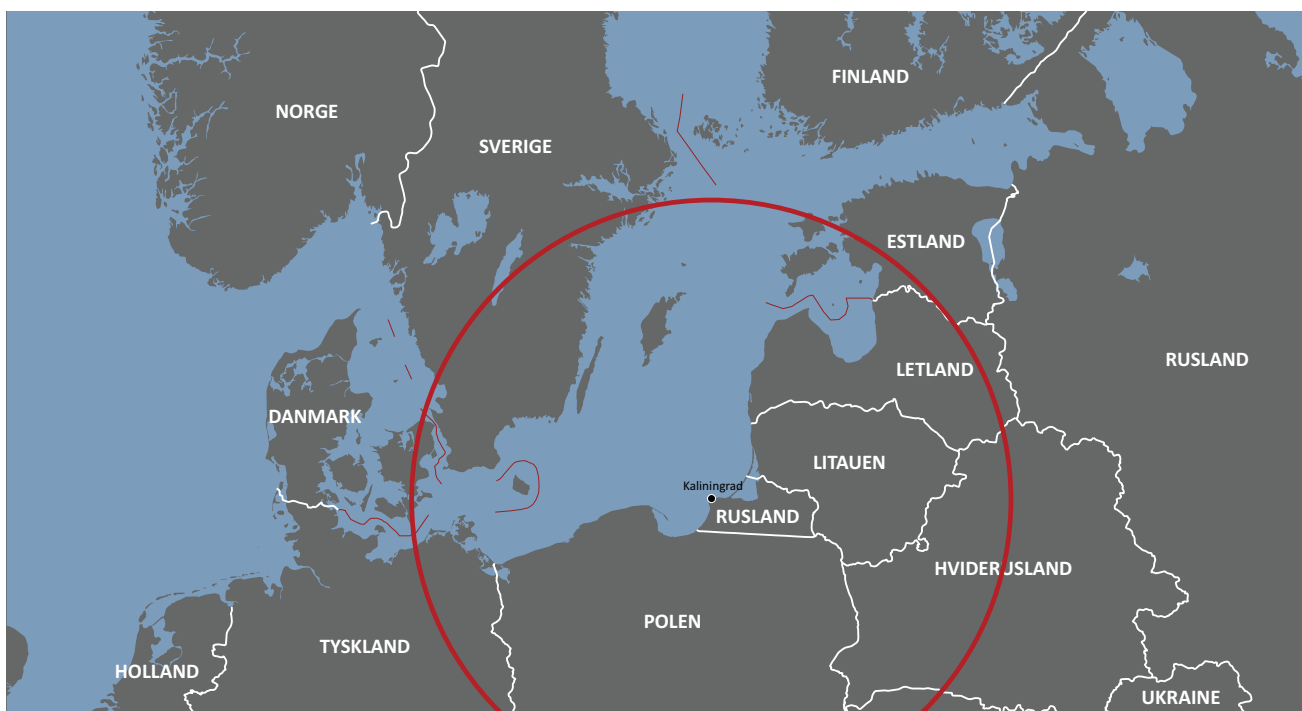 FINLAND
NORGE
SVERIGE
ESTLAND
RUSLAND
LETLAND
DANMARK
LITAUEN
Kaliningrad
RUSLAND
HVIDERUSLAND
POLEN
TYSKLAND
HOLLAND
UKRAINE